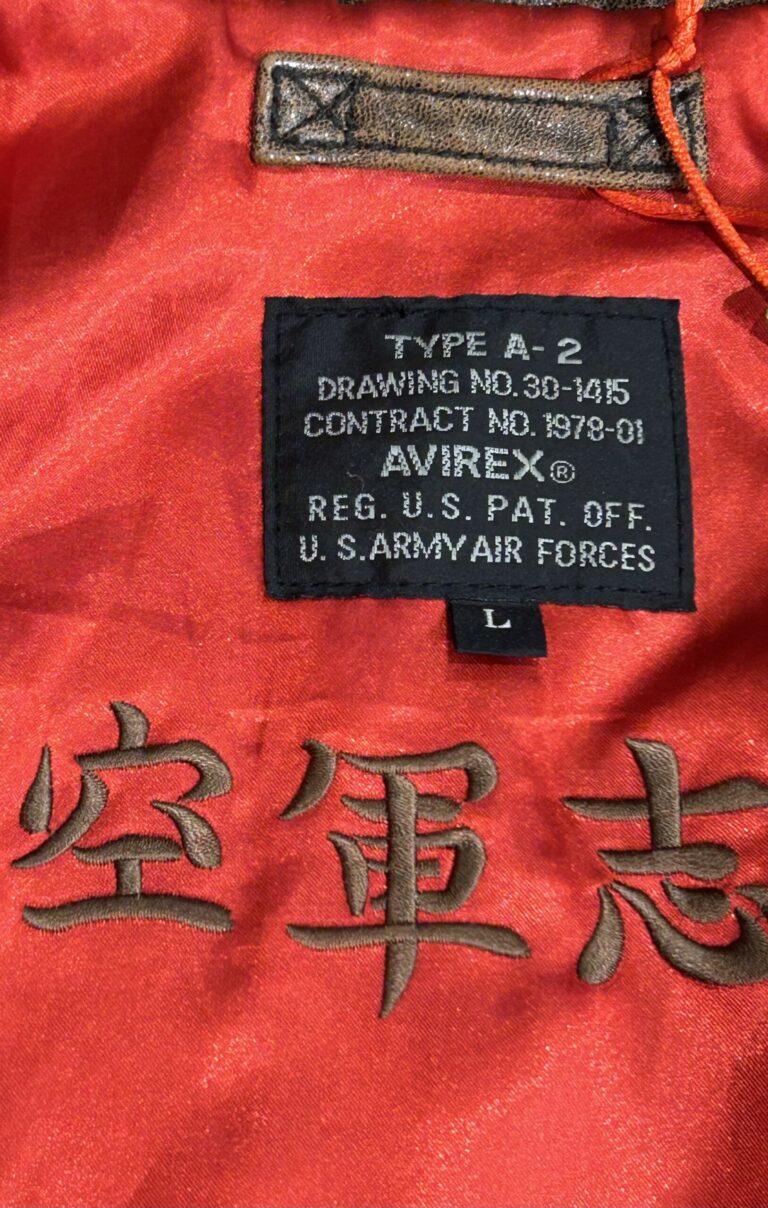 TYPE A-2
DRAWING NO. 30-1415
CONTRACT NO. 1978-01
AVIREX®
REG. U.S. PAT. OFF.
U.S. ARMY AIR FORCES
L
空軍志